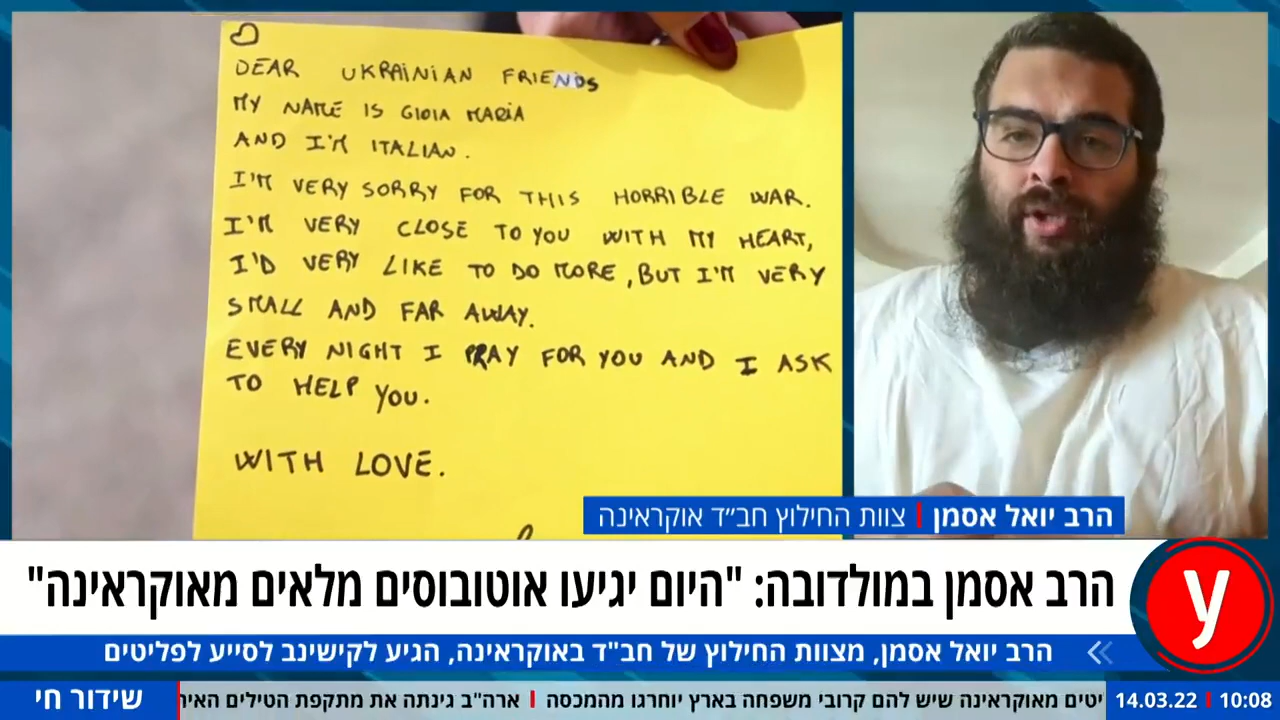 DEAR UKRAINIAN FRIENDS
MY NAME IS GIOIA MARIA
AND I'M ITALIAN.
I'M VERY SORRY FOR THIS HORRIBLE WAR.
I'M VERY CLOSE TO YOU WITH MY HEART,
I'D VERY LIKE TO DO MORE, BUT I'M VERY
SMALL AND FAR AWAY.
EVERY NIGHT I PRAY FOR YOU AND I ASK
TO HELP YOU.
WITH LOVE.
הרב יואל אסמן | צוות החילוץ חב״ד אוקראינה
הרב אסמן במולדובה: "היום יגיעו אוטובוסים מלאים מאוקראינה"
y
הרב יואל אסמן, מצוות החילוץ של חב"ד באוקראינה, הגיע לקישינב לסייע לפליטים
10:08 | 14.03.22
יטים מאוקראינה שיש להם קרובי משפחה בארץ יוחרגו מהמכסה | ארה"ב גינתה את מתקפת הטילים האיר
שידור חי